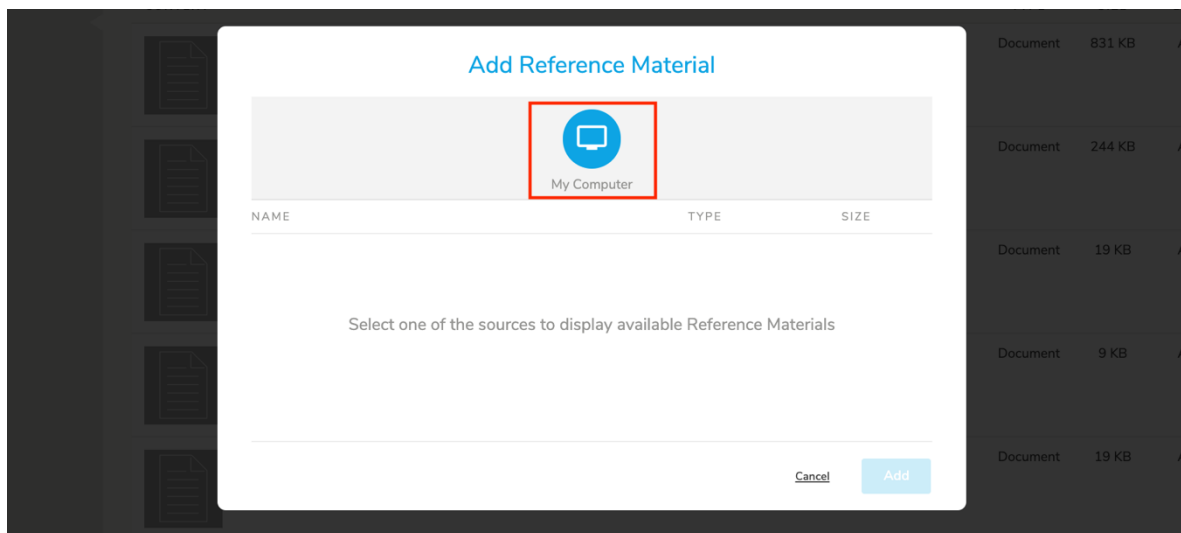 Add Reference Material
My Computer
NAME TYPE SIZE
Select one of the sources to display available Reference Materials
Cancel Add
Document 831 KB
Document 244 KB
Document 19 KB
Document 9 KB
Document 19 KB